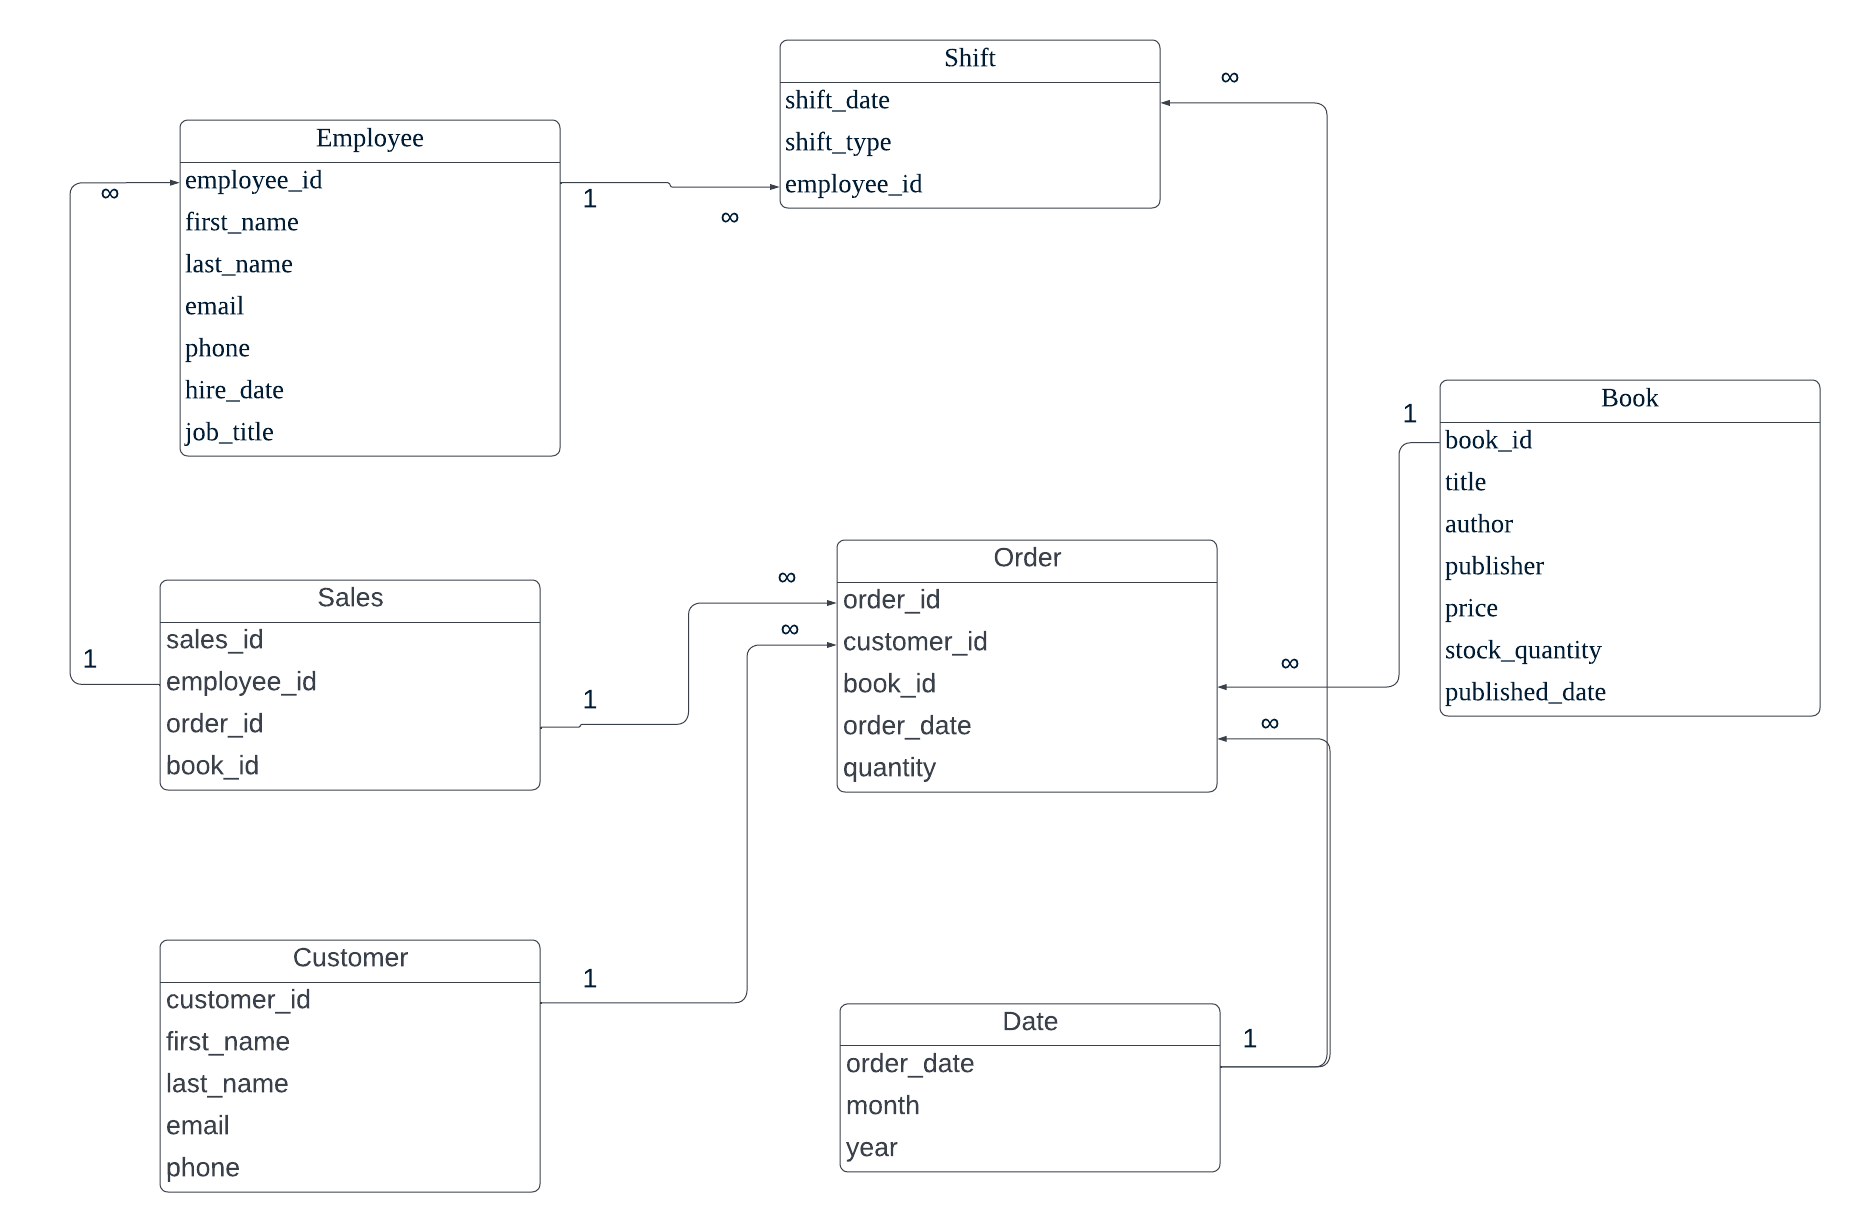 Shift
shift_date
shift_type
employee_id
∞
Employee
employee_id
first_name
last_name
email
phone
hire_date
job_title
∞
1
∞
Book
book_id
title
author
publisher
price
stock_quantity
published_date
1
Sales
sales_id
employee_id
order_id
book_id
1
1
Order
order_id
customer_id
book_id
order_date
quantity
∞
∞
∞
∞
Customer
customer_id
first_name
last_name
email
phone
1
Date
order_date
month
year
1